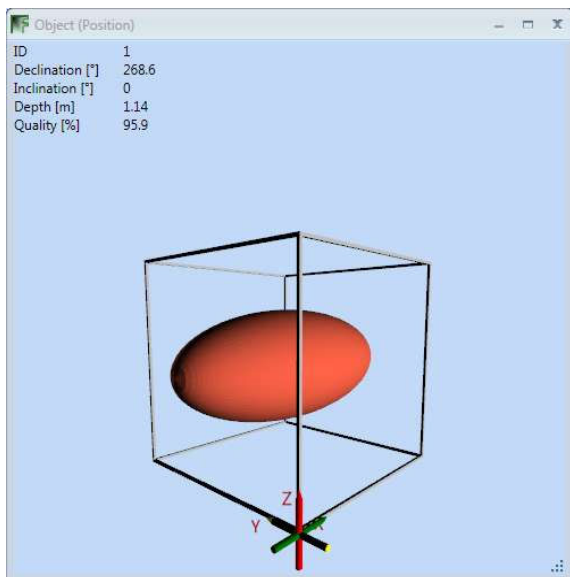 Object (Position)
ID 1
Declination [°] 268.6
Inclination [°] 0
Depth [m] 1.14
Quality [%] 95.9
Z
Y X